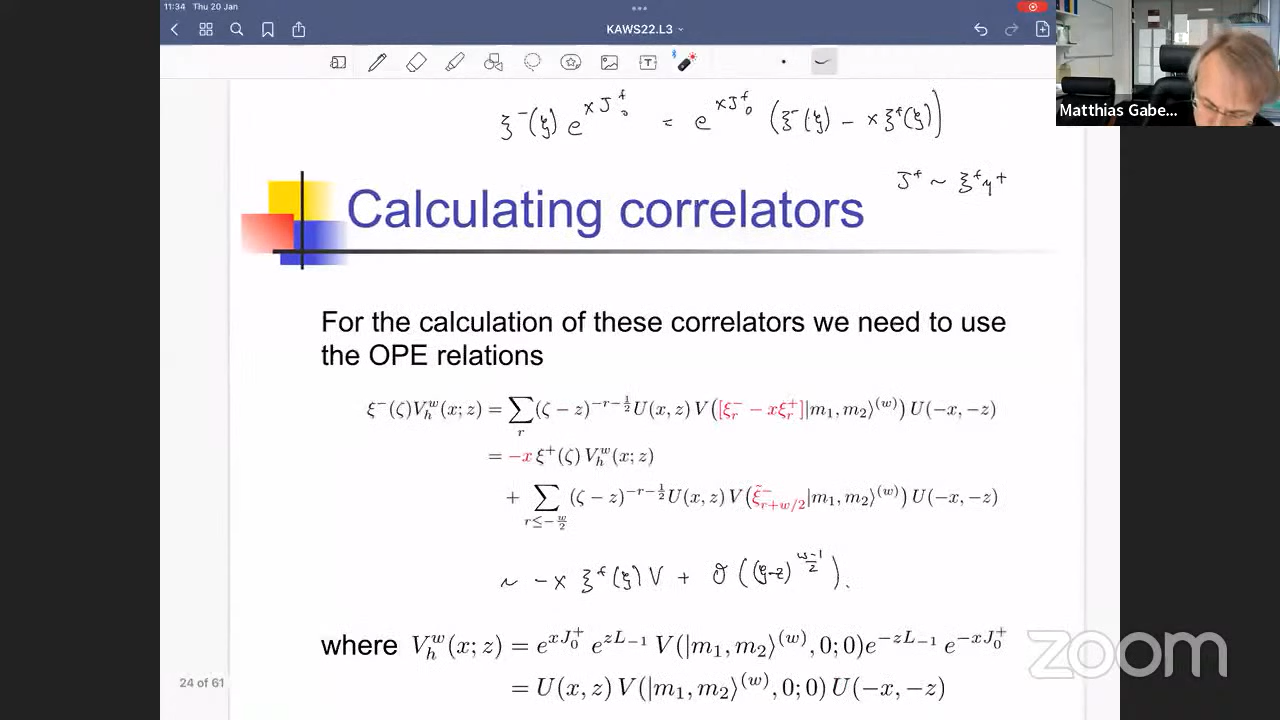 11:34 Thu 20 Jan
KAWS22.L3
Matthias Gabe...
ξ⁻(ζ) e^{xJ₀⁺} = e^{xJ₀⁺} (ξ⁻(ζ) − x ξ⁺(ζ))
J⁺ ~ ξ⁺η⁺
Calculating correlators
For the calculation of these correlators we need to use
the OPE relations
ξ⁻(ζ)V_h^w(x;z) = ∑_r (ζ − z)^{−r−½} U(x,z) V([ξ_r^− − xξ_r^+]|m₁,m₂⟩^{(w)}) U(−x,−z)
= −x ξ⁺(ζ) V_h^w(x;z)
+ ∑_{r≤−w/2} (ζ − z)^{−r−½} U(x,z) V(ξ̃^−_{r+w/2}|m₁,m₂⟩^{(w)}) U(−x,−z)
~ −x ξ⁺(ζ) V + O((ζ−z)^{(w−1)/2}).
where V_h^w(x;z) = e^{xJ₀⁺} e^{zL₋₁} V(|m₁,m₂⟩^{(w)},0;0)e^{−zL₋₁} e^{−xJ₀⁺}
= U(x,z) V(|m₁,m₂⟩^{(w)},0;0) U(−x,−z)
24 of 61
zoom